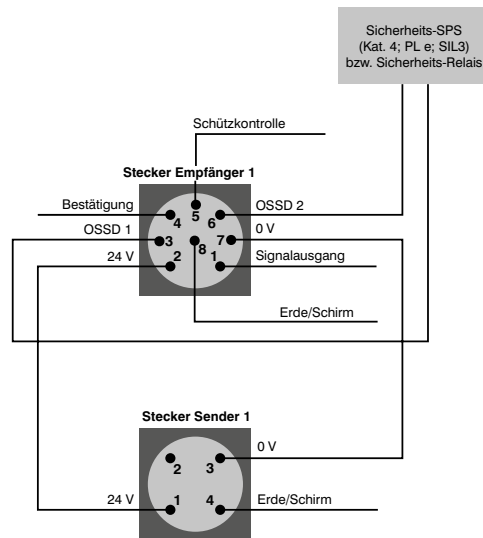 Sicherheits-SPS
(Kat. 4; PL e; SIL3)
bzw. Sicherheits-Relais
Schützkontrolle
Stecker Empfänger 1
Bestätigung
OSSD 2
4
5
6
OSSD 1
0 V
3
8
7
24 V
2
1
Signalausgang
Erde/Schirm
Stecker Sender 1
0 V
2
3
24 V
1
4
Erde/Schirm